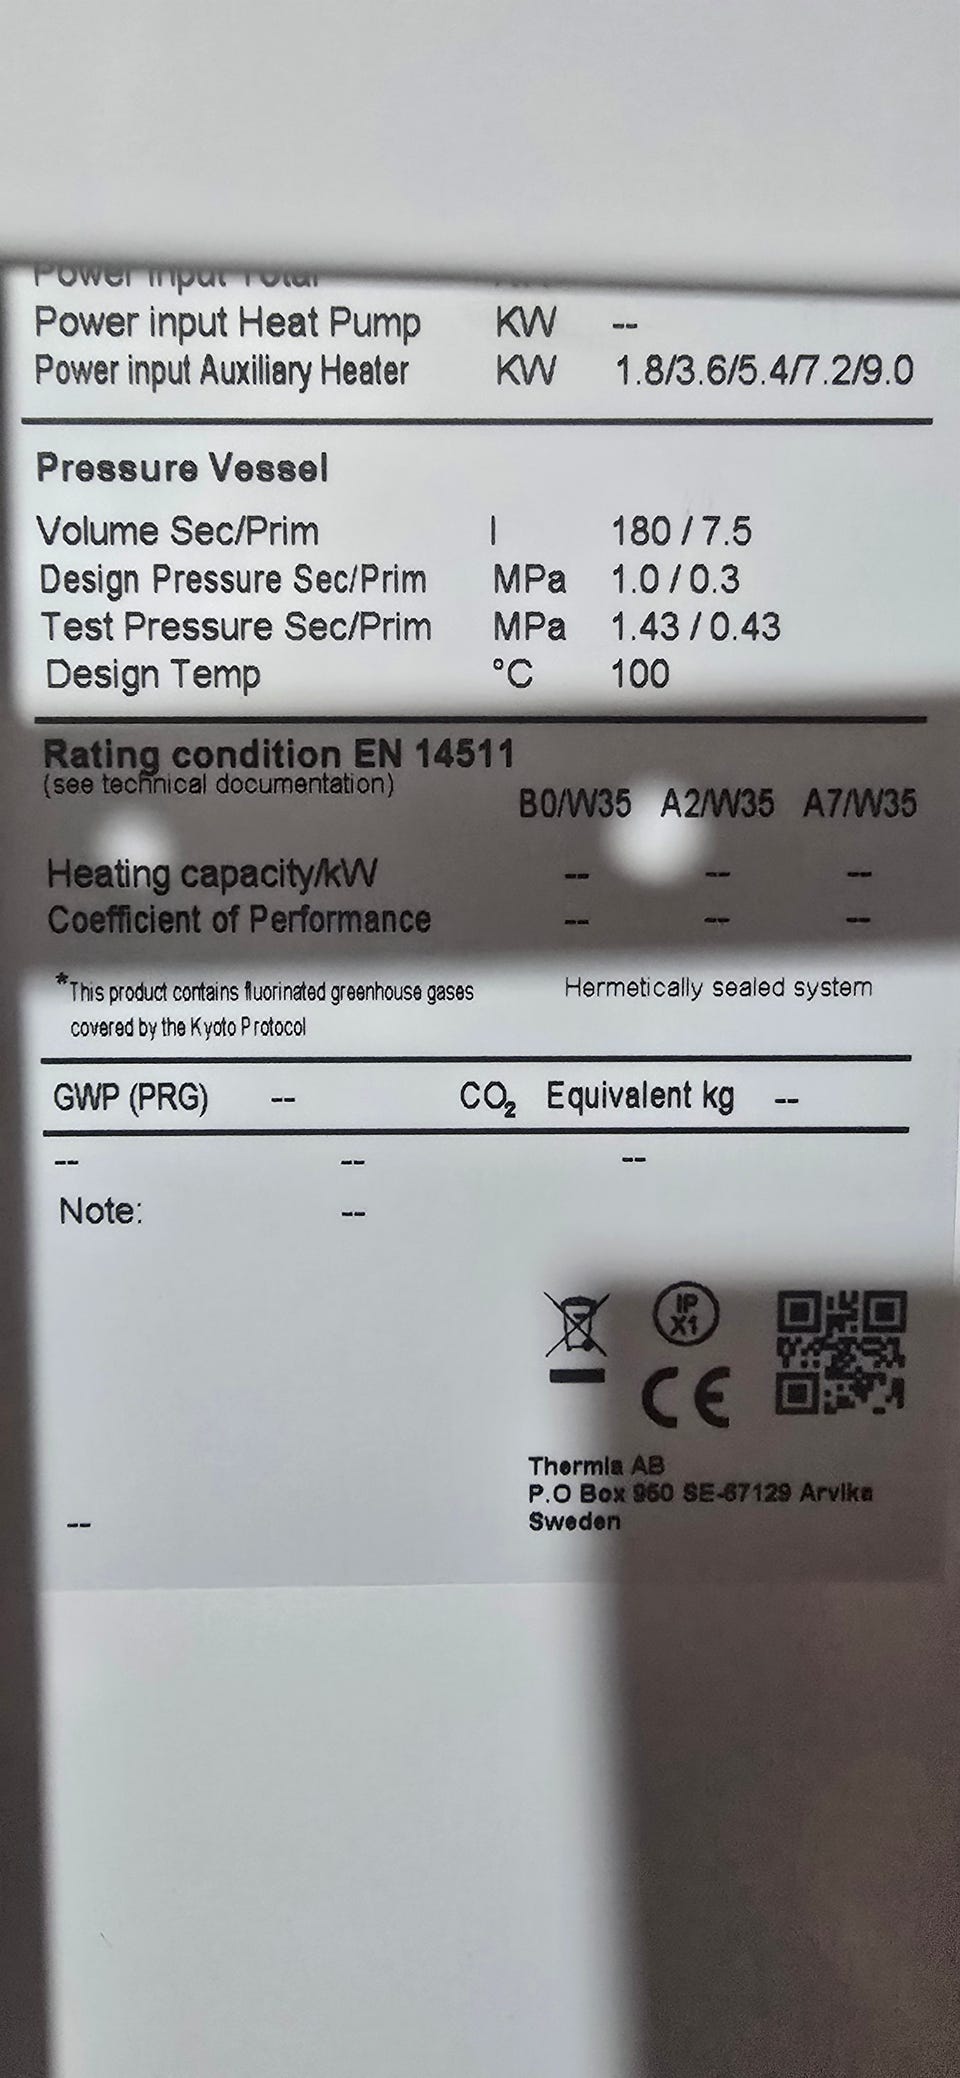 Power input Total
Power input Heat Pump KW --
Power input Auxiliary Heater KW 1.8/3.6/5.4/7.2/9.0
Pressure Vessel
Volume Sec/Prim l 180 / 7.5
Design Pressure Sec/Prim MPa 1.0 / 0.3
Test Pressure Sec/Prim MPa 1.43 / 0.43
Design Temp °C 100
Rating condition EN 14511
(see technical documentation)
B0/W35 A2/W35 A7/W35
Heating capacity/kW -- -- --
Coefficient of Performance -- -- --
*This product contains fluorinated greenhouse gases
covered by the Kyoto Protocol
Hermetically sealed system
GWP (PRG) -- CO₂ Equivalent kg --
-- -- --
Note: --
IP
X1
CE
Thermia AB
P.O Box 950 SE-67129 Arvika
Sweden
--